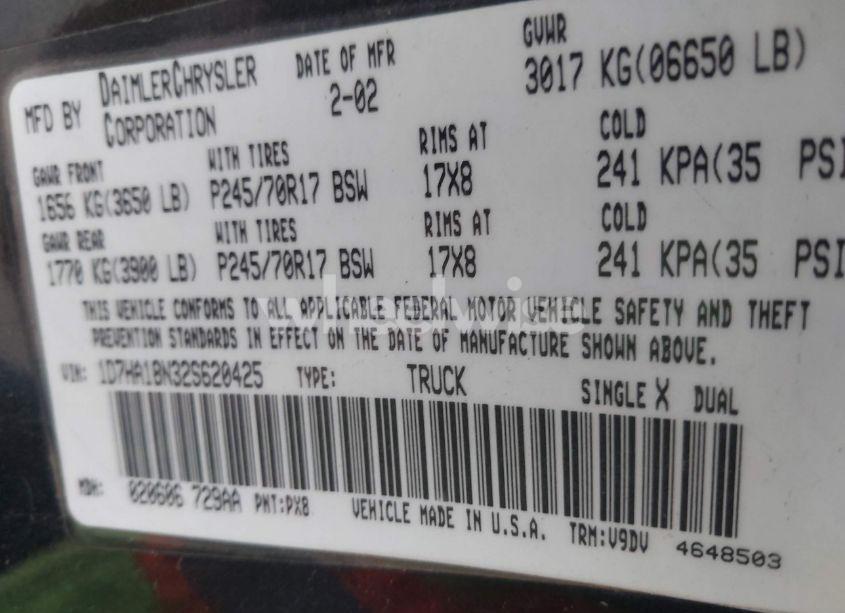 MFD BY DAIMLERCHRYSLER CORPORATION DATE OF MFR 2-02 GVWR 3017 KG(06650 LB)
GAWR FRONT WITH TIRES RIMS AT COLD
1656 KG(3650 LB) P245/70R17 BSW 17X8 241 KPA(35 PSI
GAWR REAR WITH TIRES RIMS AT COLD
1770 KG(3900 LB) P245/70R17 BSW 17X8 241 KPA(35 PSI
THIS VEHICLE CONFORMS TO ALL APPLICABLE FEDERAL MOTOR VEHICLE SAFETY AND THEFT
PREVENTION STANDARDS IN EFFECT ON THE DATE OF MANUFACTURE SHOWN ABOVE.
VIN: 1D7HA18N32S620425 TYPE: TRUCK SINGLE X DUAL
MDH: 020606 729AA PNT:PX8 VEHICLE MADE IN U.S.A. TRM:V9DV 4648503